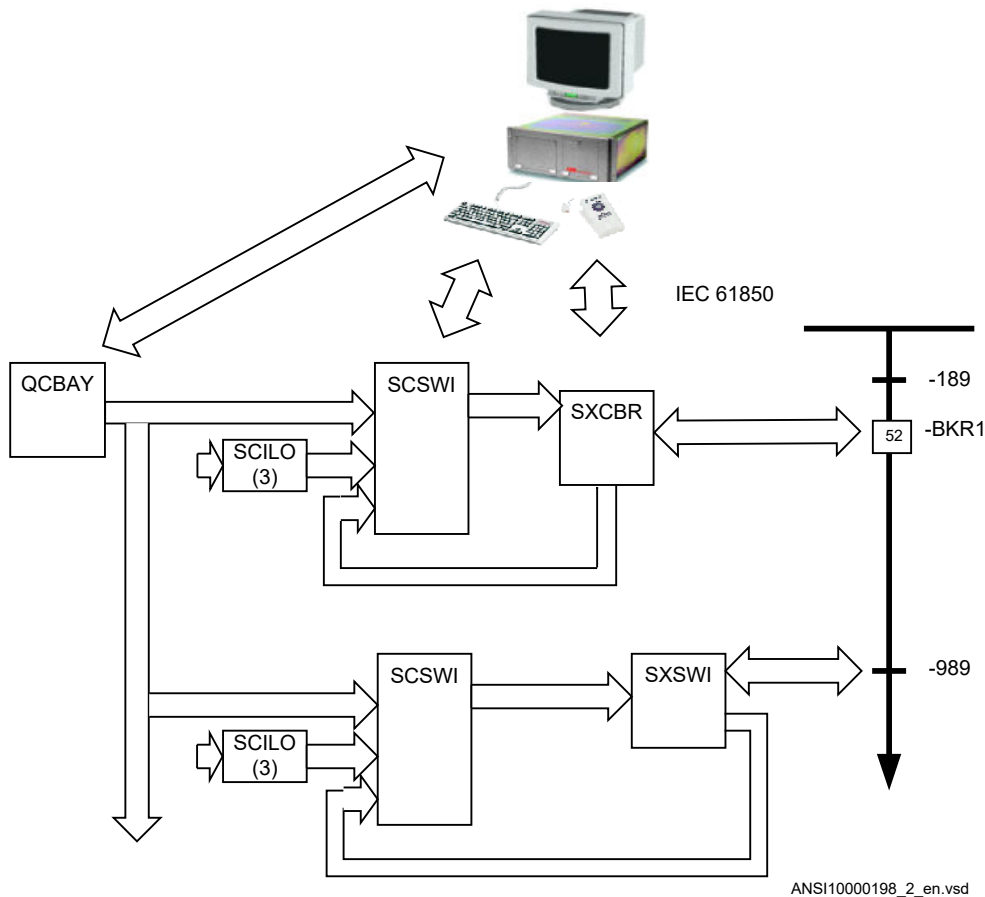 IEC 61850
QCBAY
SCSWI
SXCBR
-189
52
-BKR1
SCILO
(3)
SCSWI
SXSWI
-989
SCILO
(3)
ANSI10000198_2_en.vsd